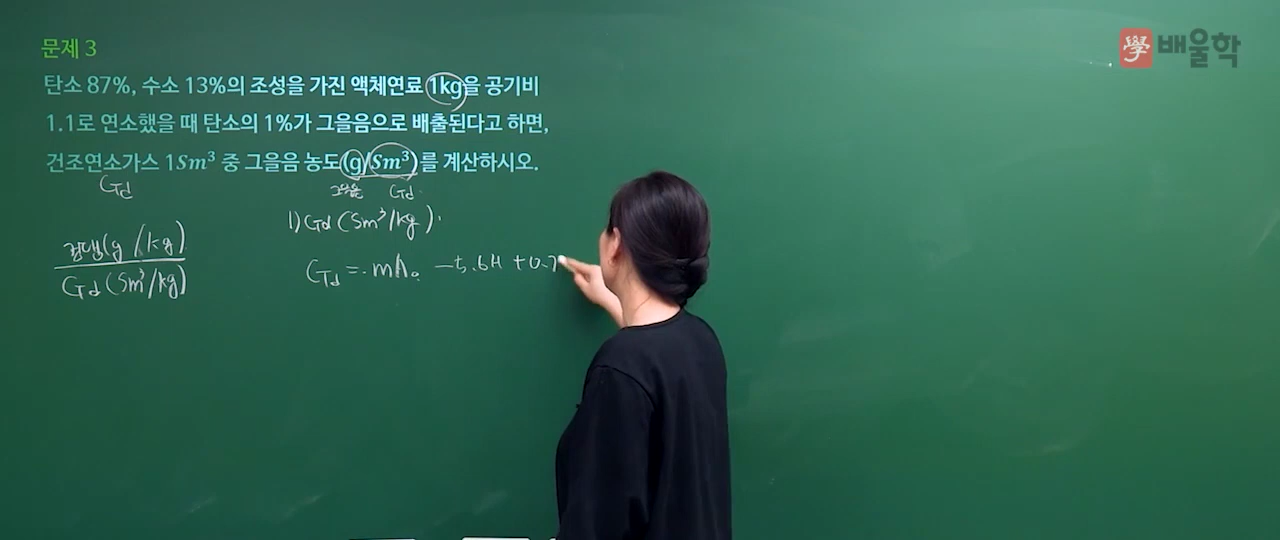 學배울학
문제 3
탄소 87%, 수소 13%의 조성을 가진 액체연료 1kg을 공기비
1.1로 연소했을 때 탄소의 1%가 그을음으로 배출된다고 하면,
건조연소가스 1Sm³ 중 그을음 농도(g/Sm³)를 계산하시오.
Gd
그을음 Gd
1) Gd (Sm³/kg)
(g/kg)
Gd (Sm³/kg)
Gd = mA₀ - 5.6H + 0.7